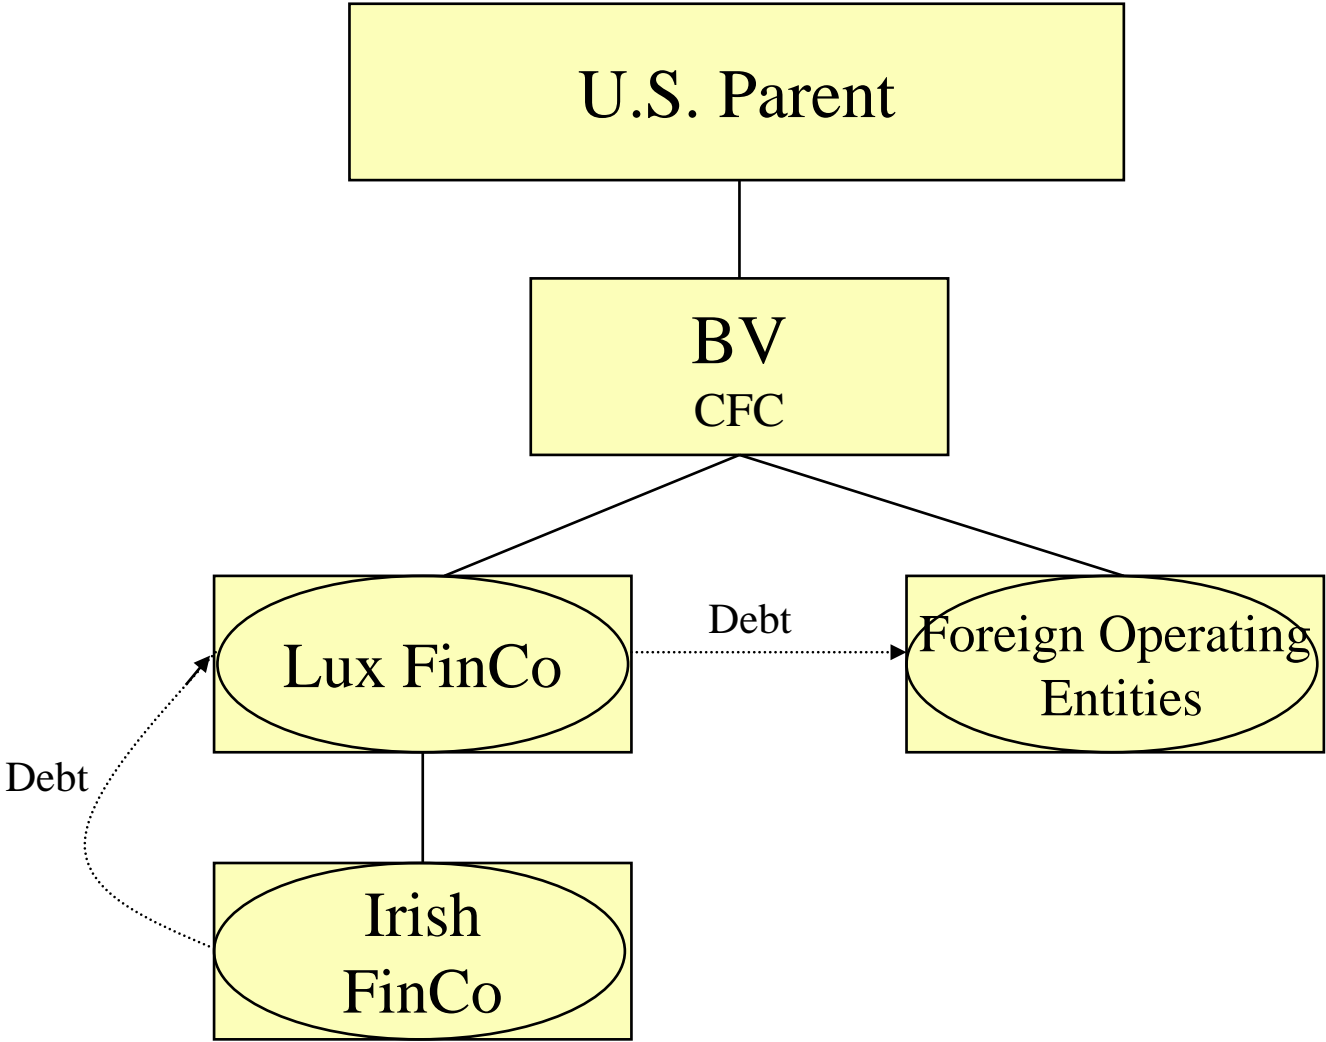 U.S. Parent
BV
CFC
Debt
Foreign Operating
Entities
Lux FinCo
Debt
Irish
FinCo